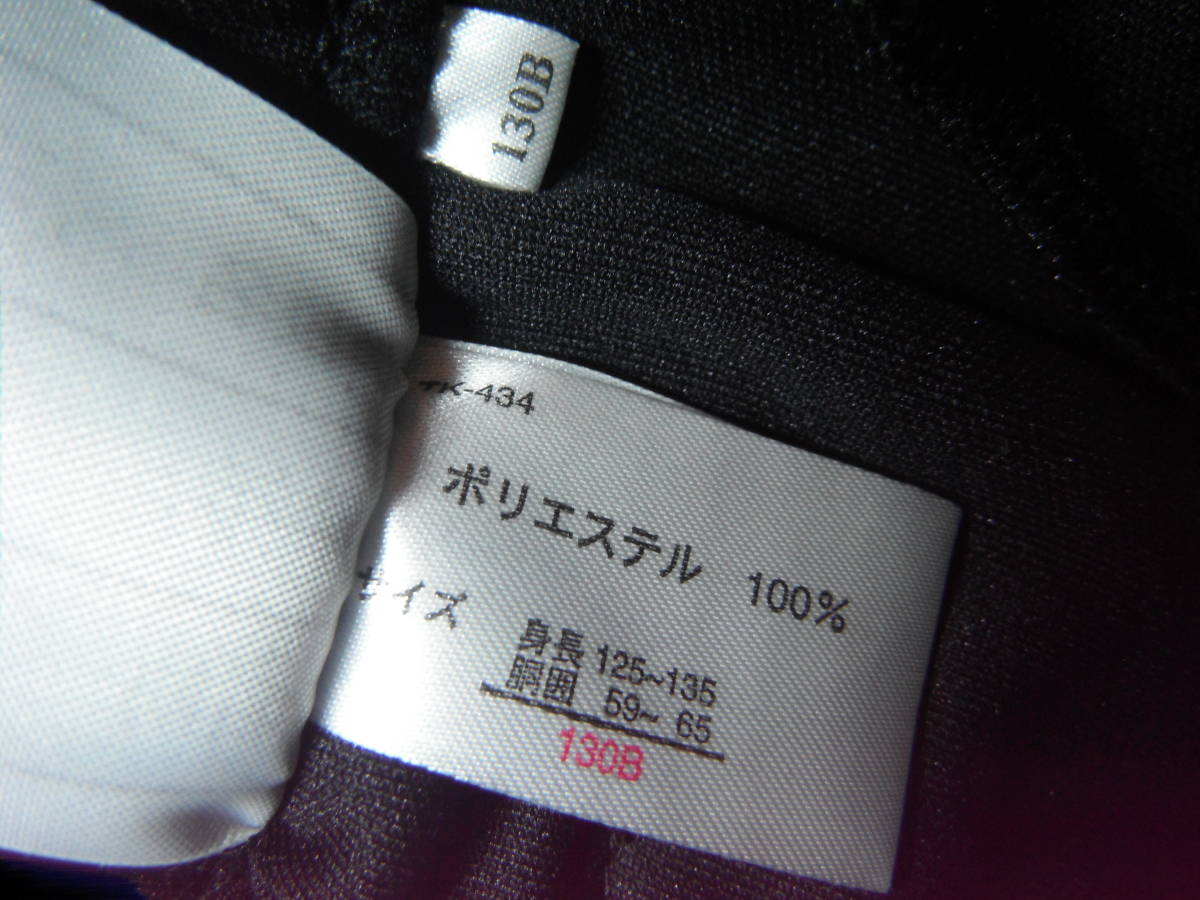 130B
TK-434
ポリエステル 100%
サイズ
身長 125~135
胴囲 59~ 65
130B